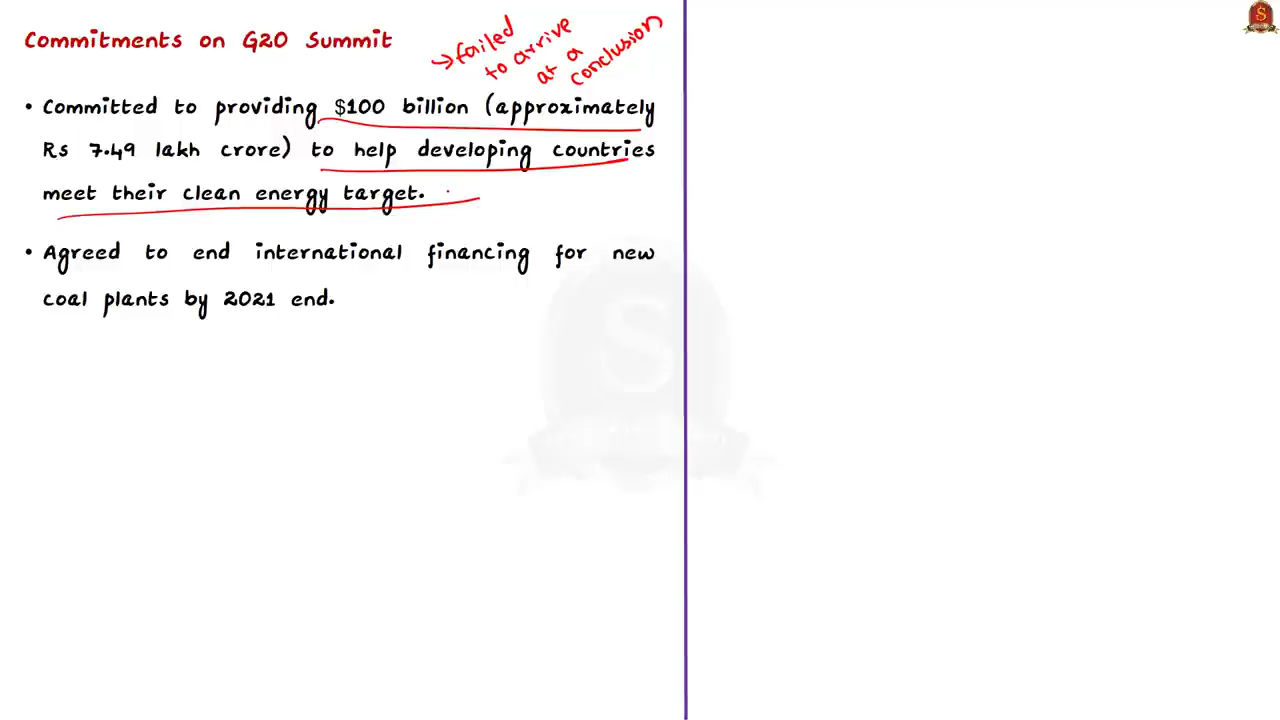 Commitments on G20 Summit
→ failed
to arrive
at a
conclusion
• Committed to providing $100 billion (approximately
Rs 7.49 lakh crore) to help developing countries
meet their clean energy target.
• Agreed to end international financing for new
coal plants by 2021 end.
S